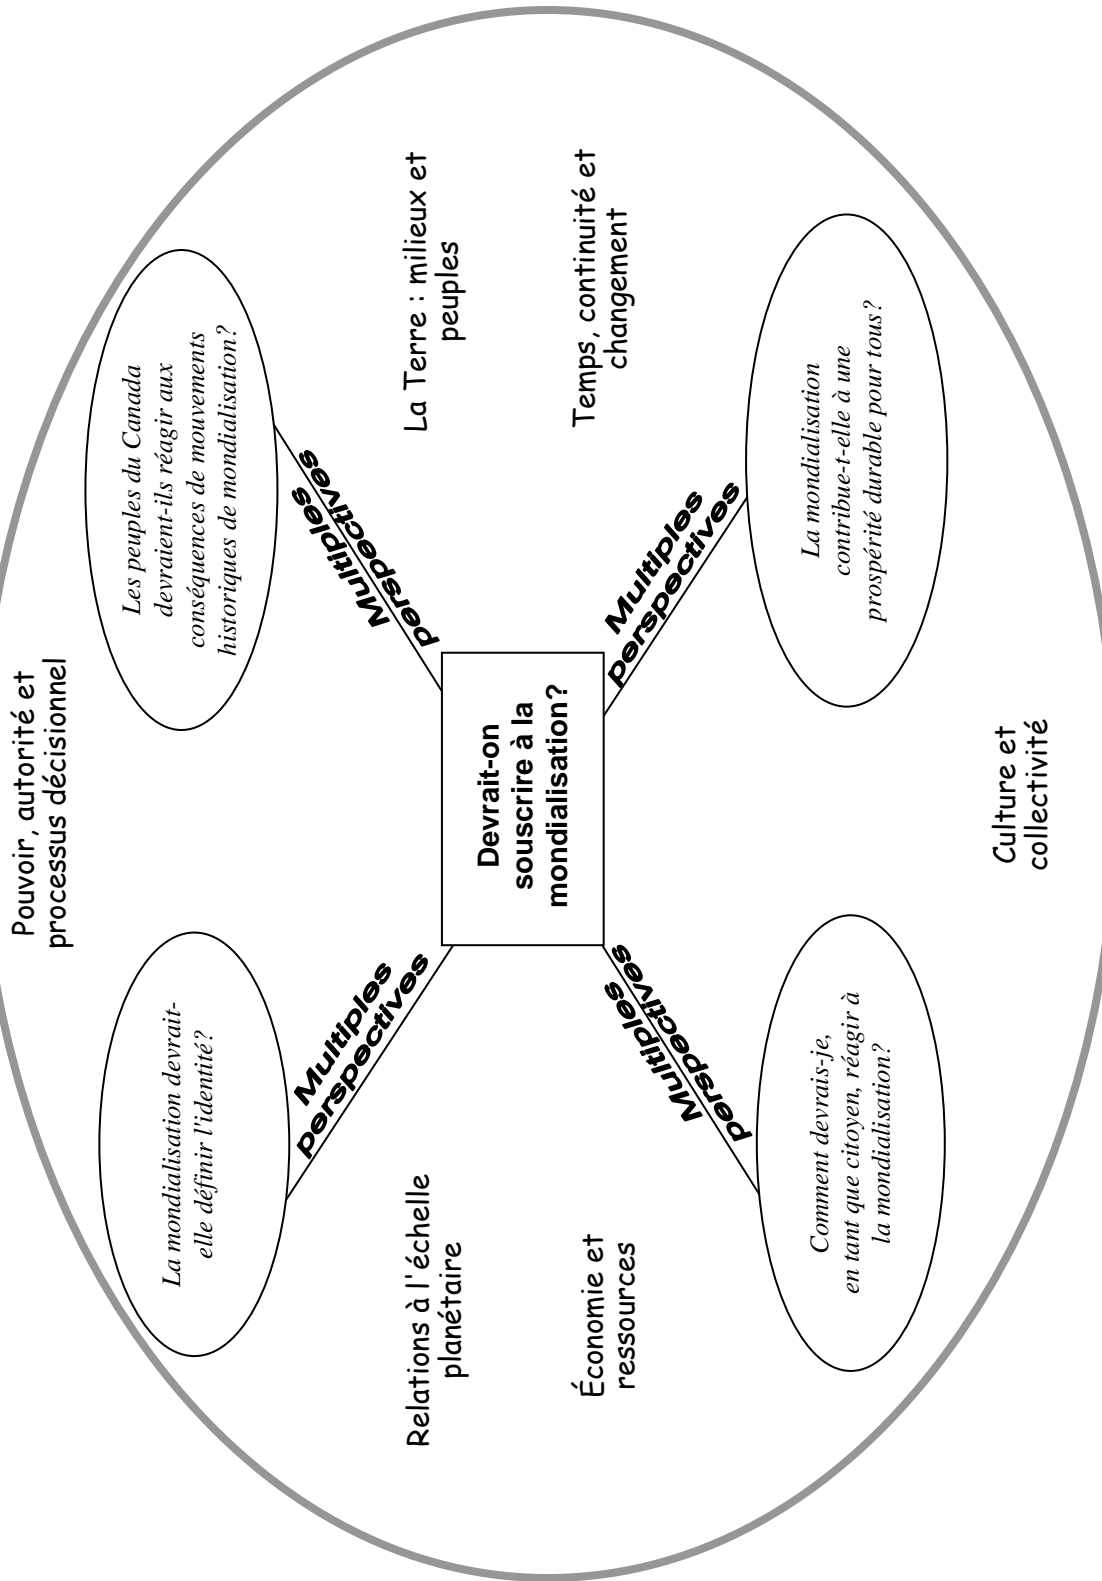 Pouvoir, autorité et
processus décisionnel
La mondialisation devrait-
elle définir l'identité?
Les peuples du Canada
devraient-ils réagir aux
conséquences de mouvements
historiques de mondialisation?
Multiples
perspectives
Multiples
perspectives
Relations à l'échelle
planétaire
La Terre : milieux et
peuples
Devrait-on
souscrire à la
mondialisation?
Économie et
ressources
Temps, continuité et
changement
Multiples
perspectives
Multiples
perspectives
Comment devrais-je,
en tant que citoyen, réagir à
la mondialisation?
La mondialisation
contribue-t-elle à une
prospérité durable pour tous?
Culture et
collectivité